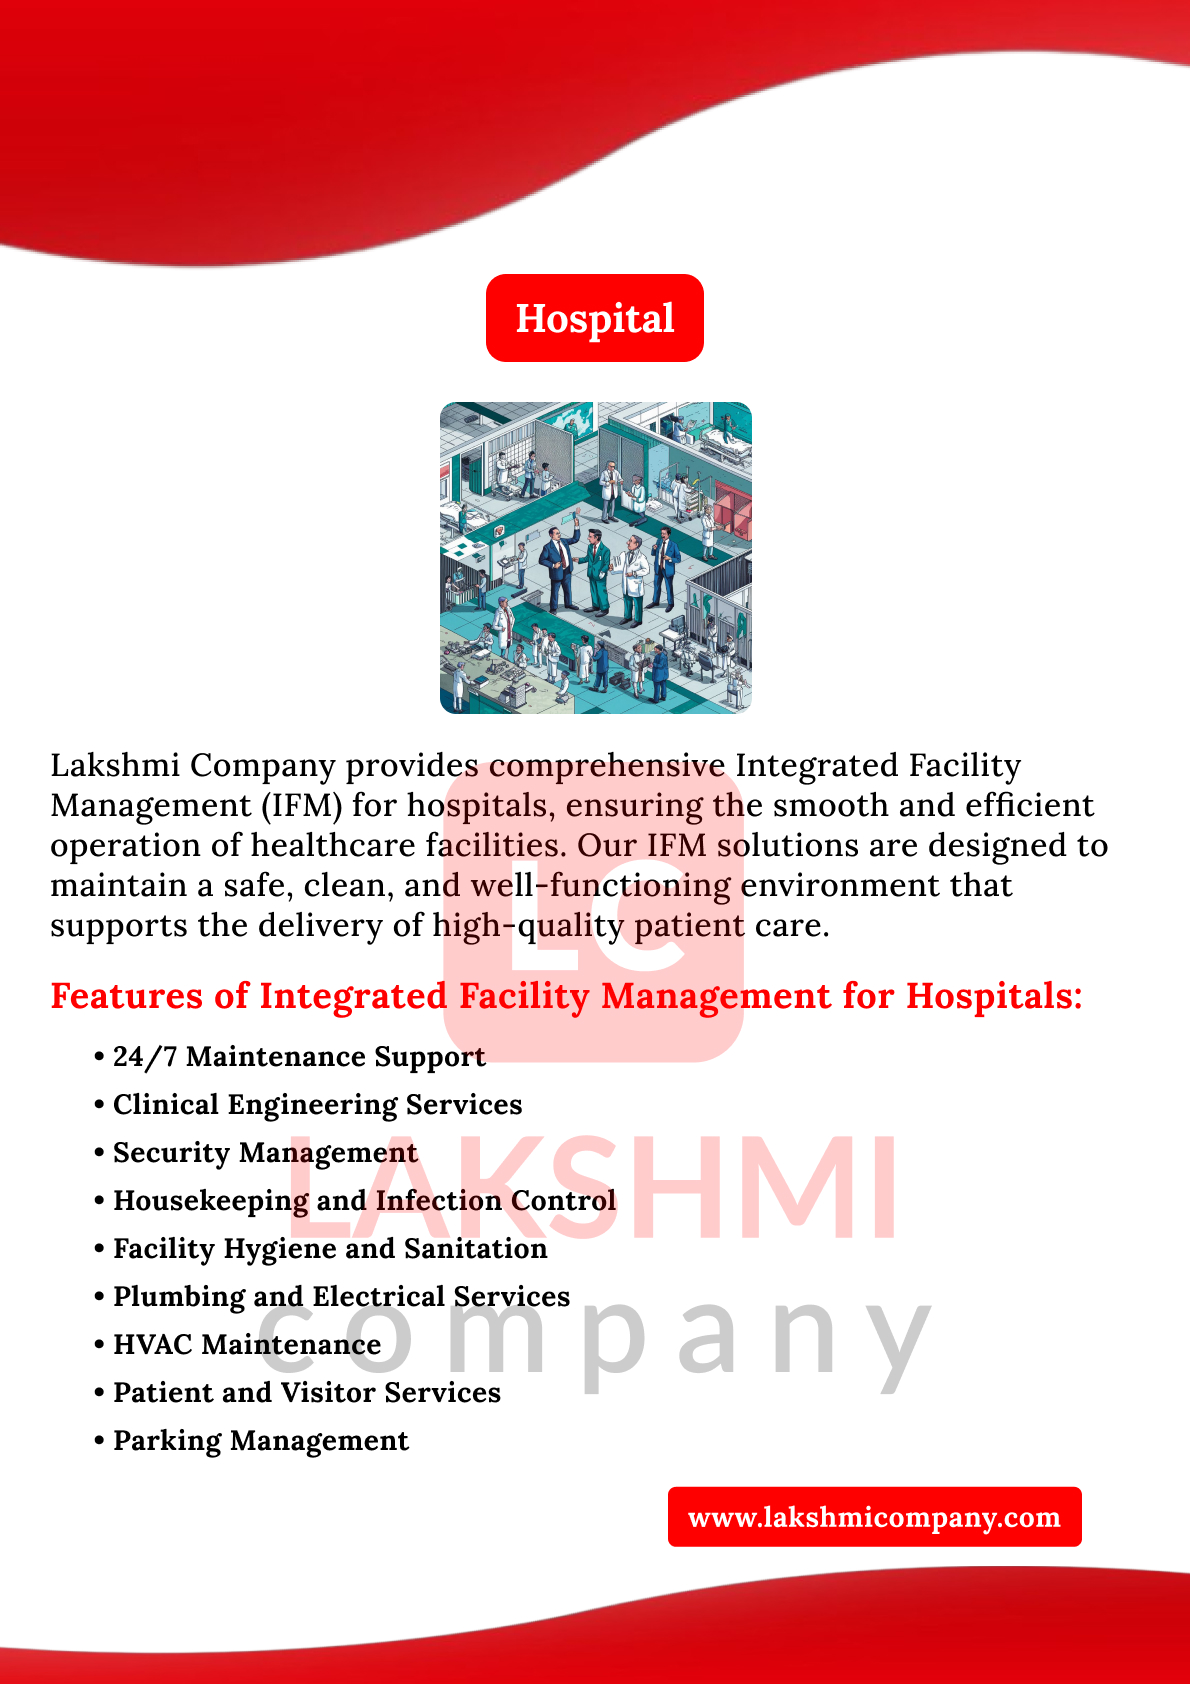 Hospital
Lakshmi Company provides comprehensive Integrated Facility
Management (IFM) for hospitals, ensuring the smooth and efficient
operation of healthcare facilities. Our IFM solutions are designed to
maintain a safe, clean, and well-functioning environment that
supports the delivery of high-quality patient care.
LC
Features of Integrated Facility Management for Hospitals:
• 24/7 Maintenance Support
• Clinical Engineering Services
• Security Management
• Housekeeping and Infection Control
• Facility Hygiene and Sanitation
• Plumbing and Electrical Services
• HVAC Maintenance
• Patient and Visitor Services
• Parking Management
LAKSHMI
company
www.lakshmicompany.com